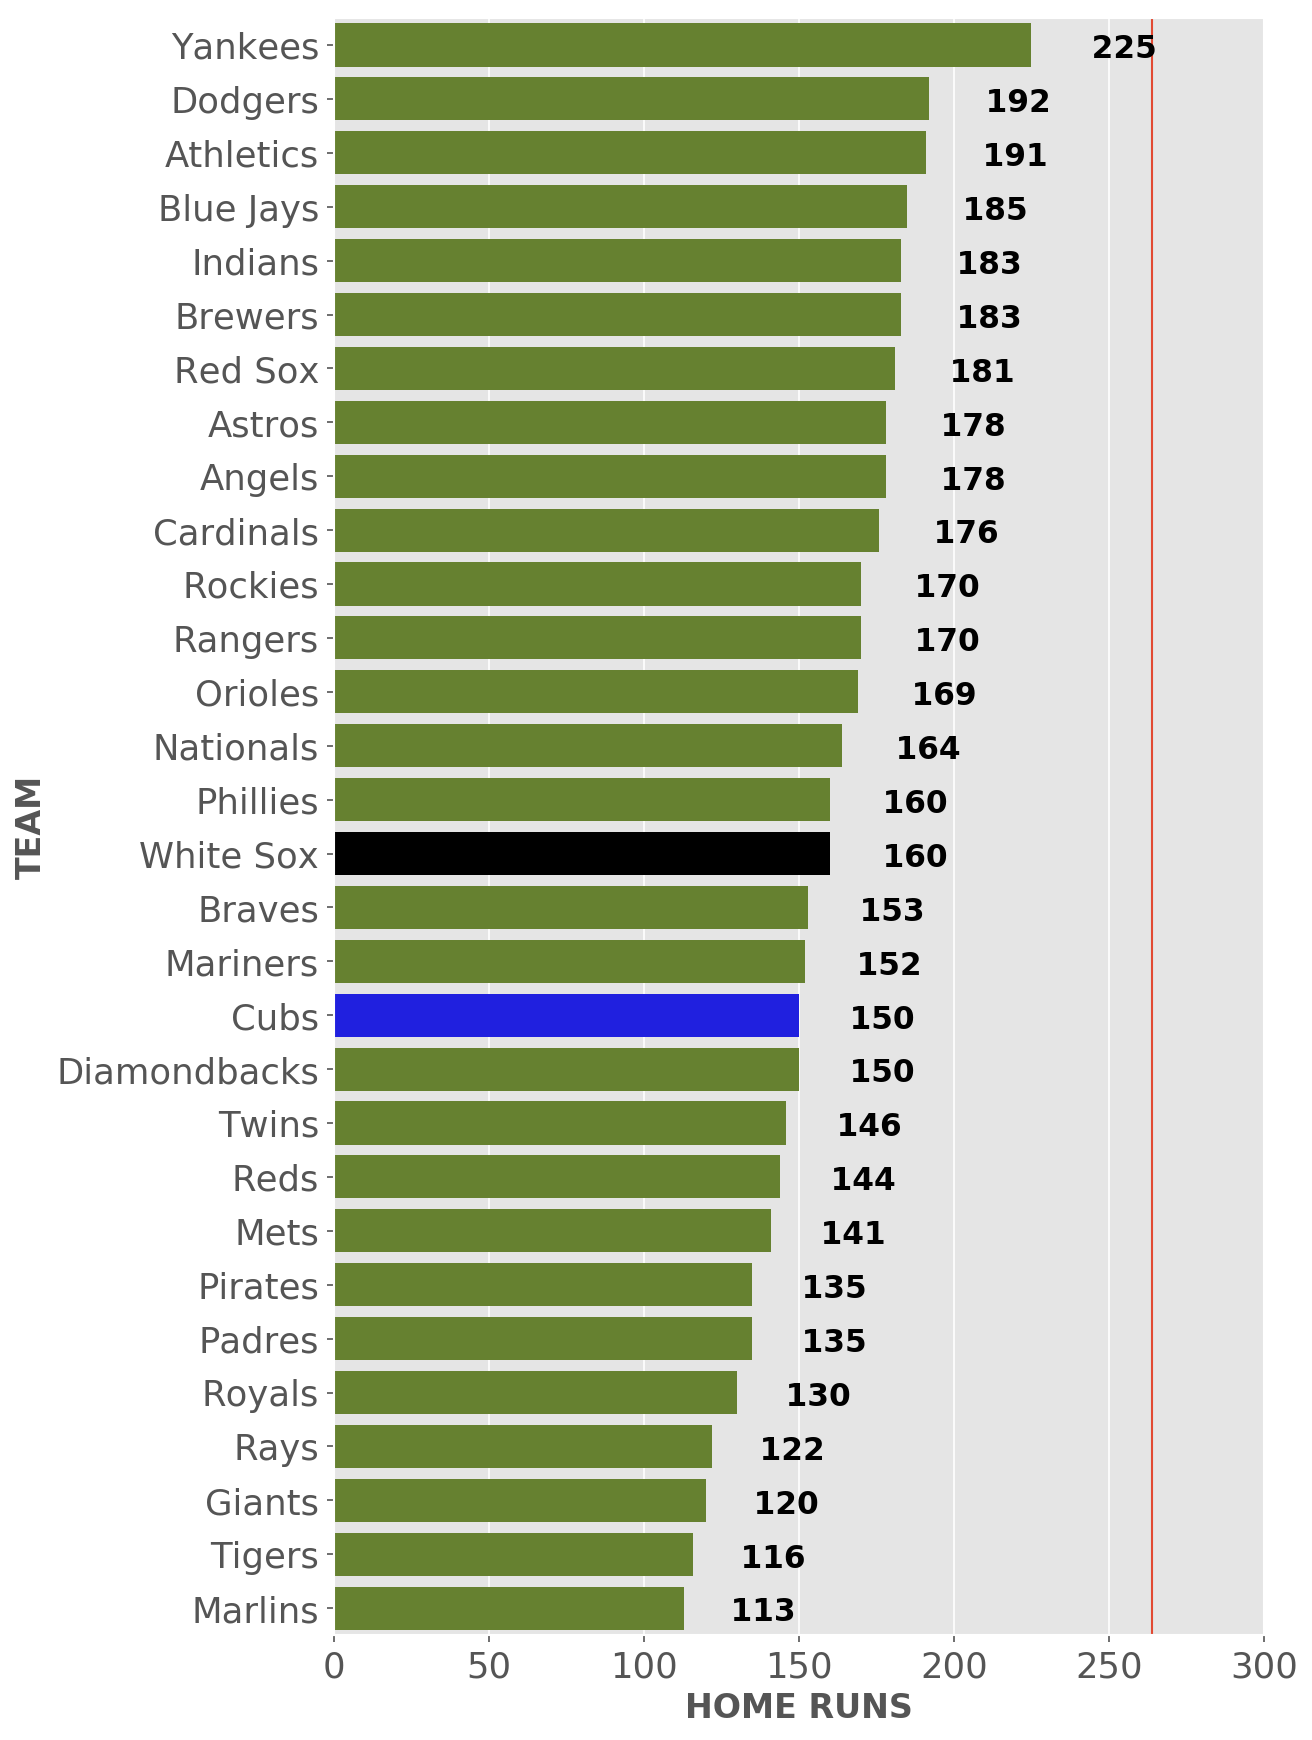 Yankees 225
Dodgers 192
Athletics 191
Blue Jays 185
Indians 183
Brewers 183
Red Sox 181
Astros 178
Angels 178
Cardinals 176
Rockies 170
Rangers 170
Orioles 169
Nationals 164
Phillies 160
White Sox 160
Braves 153
Mariners 152
Cubs 150
Diamondbacks 150
Twins 146
Reds 144
Mets 141
Pirates 135
Padres 135
Royals 130
Rays 122
Giants 120
Tigers 116
Marlins 113
TEAM
0 50 100 150 200 250 300
HOME RUNS